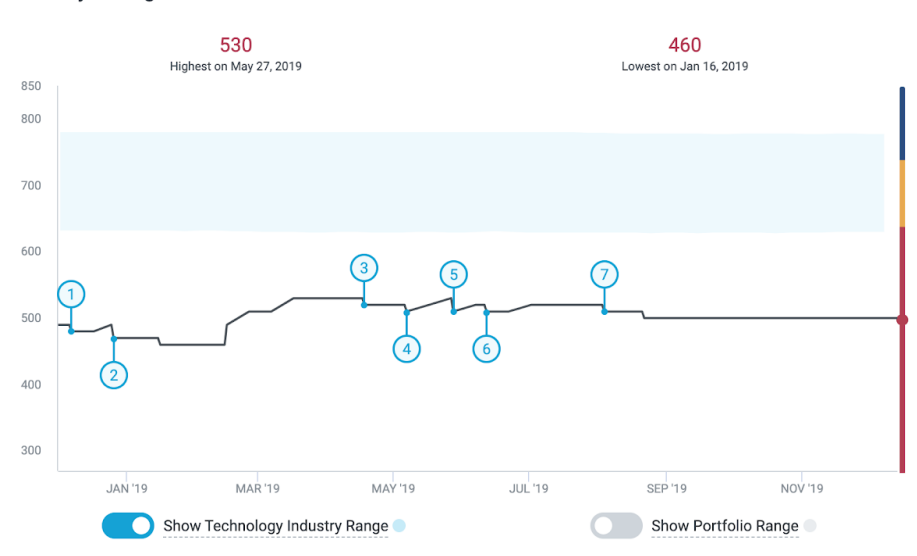 530
460
Highest on May 27, 2019
Lowest on Jan 16, 2019
850
800
700
600
500
400
300
1
2
3
4
5
6
7
JAN '19
MAR '19
MAY '19
JUL '19
SEP '19
NOV '19
Show Technology Industry Range
Show Portfolio Range